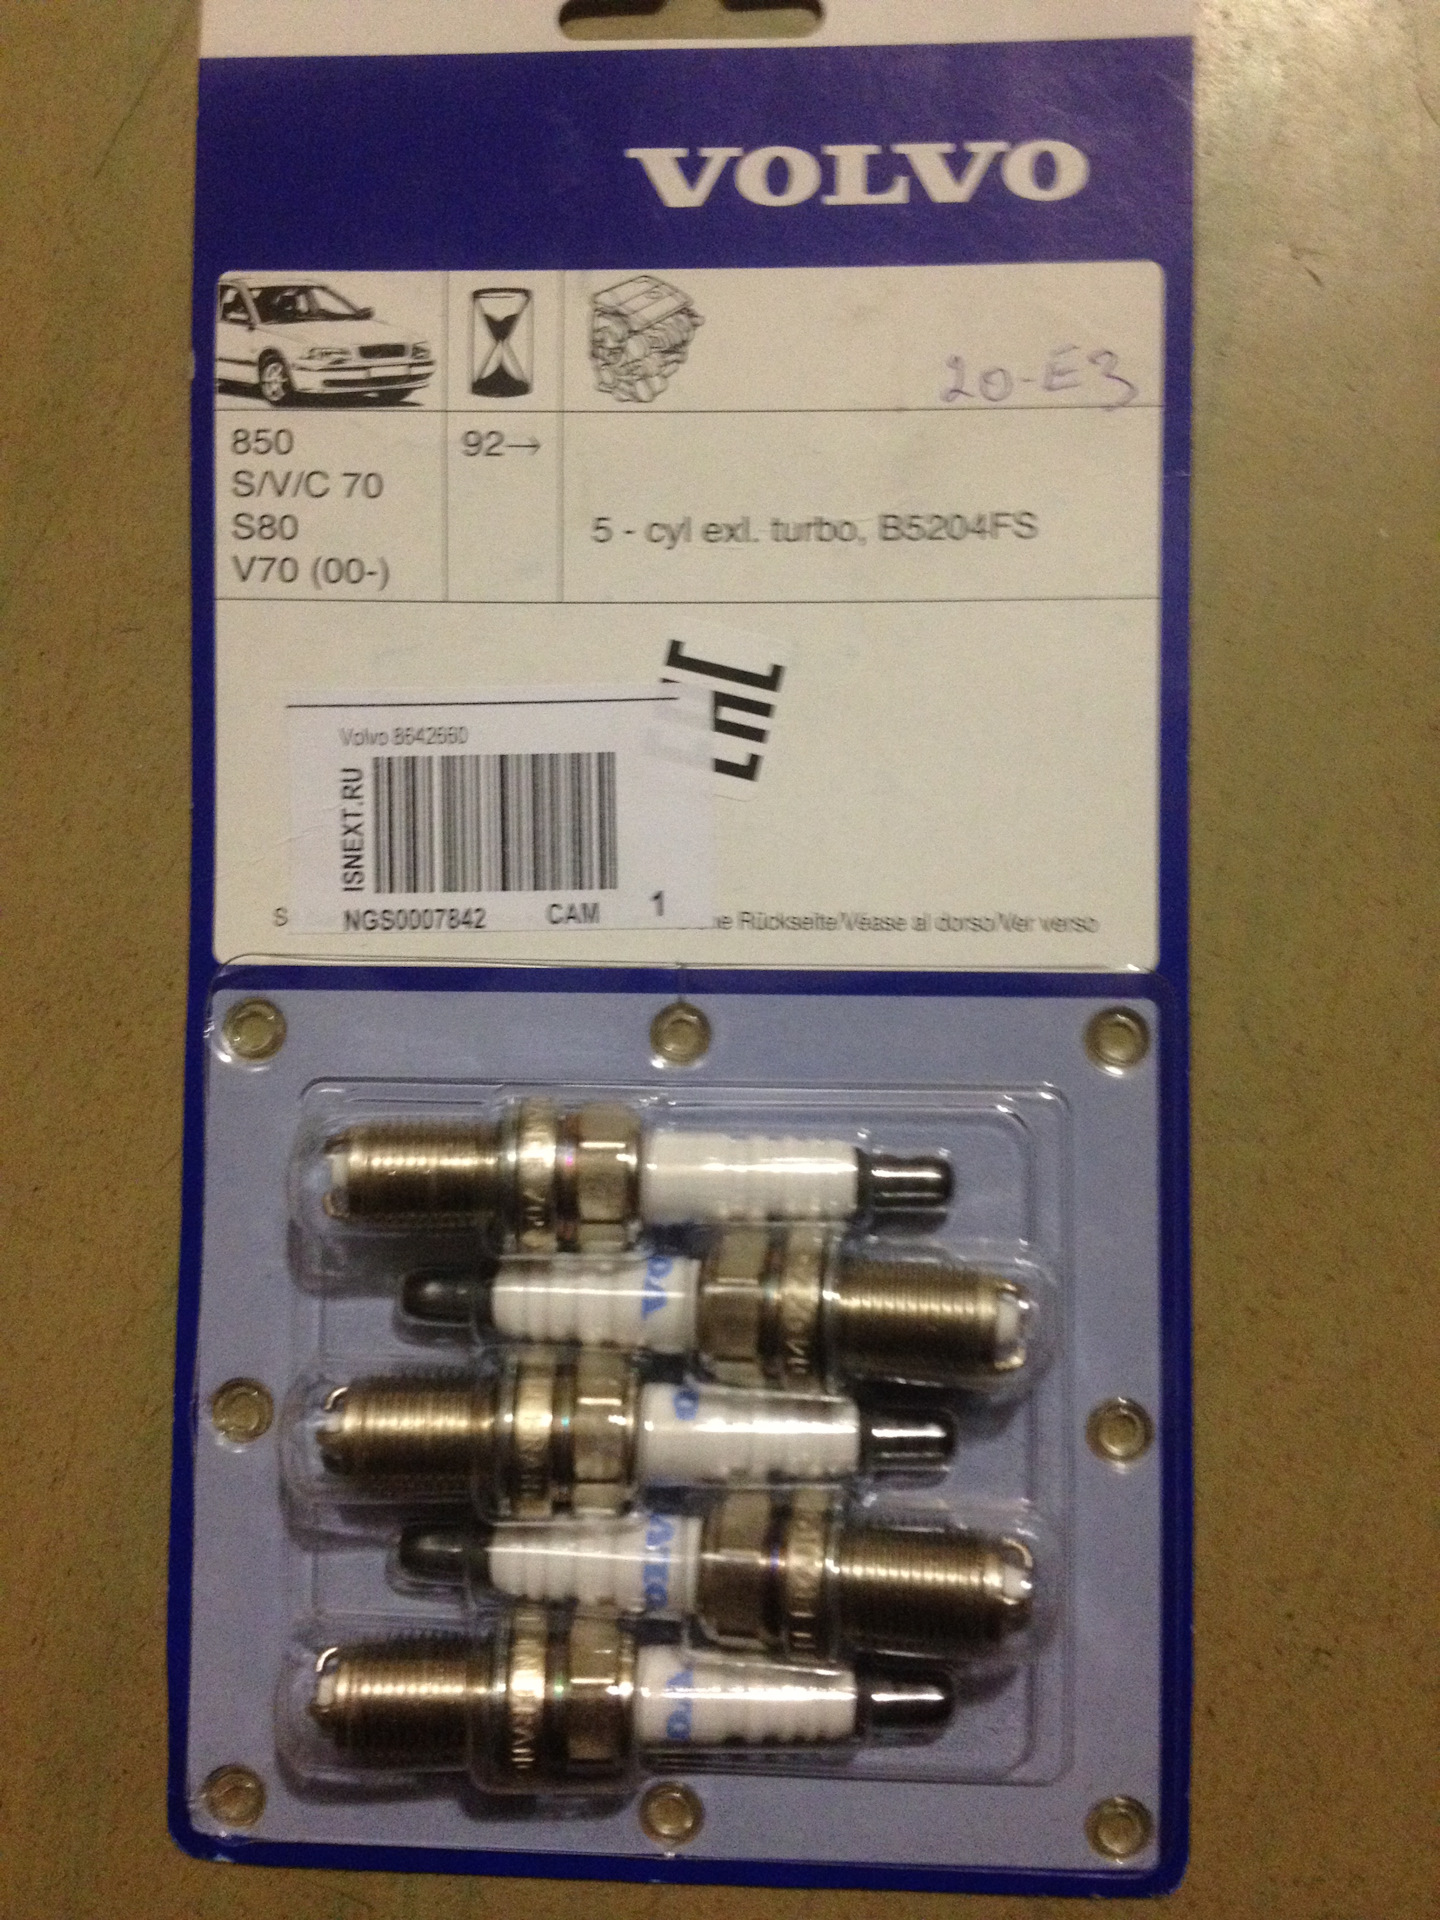 VOLVO
20-E3
850
S/V/C 70
S80
V70 (00-)
92→
5 - cyl exl. turbo, B5204FS
Volvo 8642660
ISNEXT.RU
NGS0007842 CAM 1
S
Rückseite/Véase al dorso/Ver verso
VO